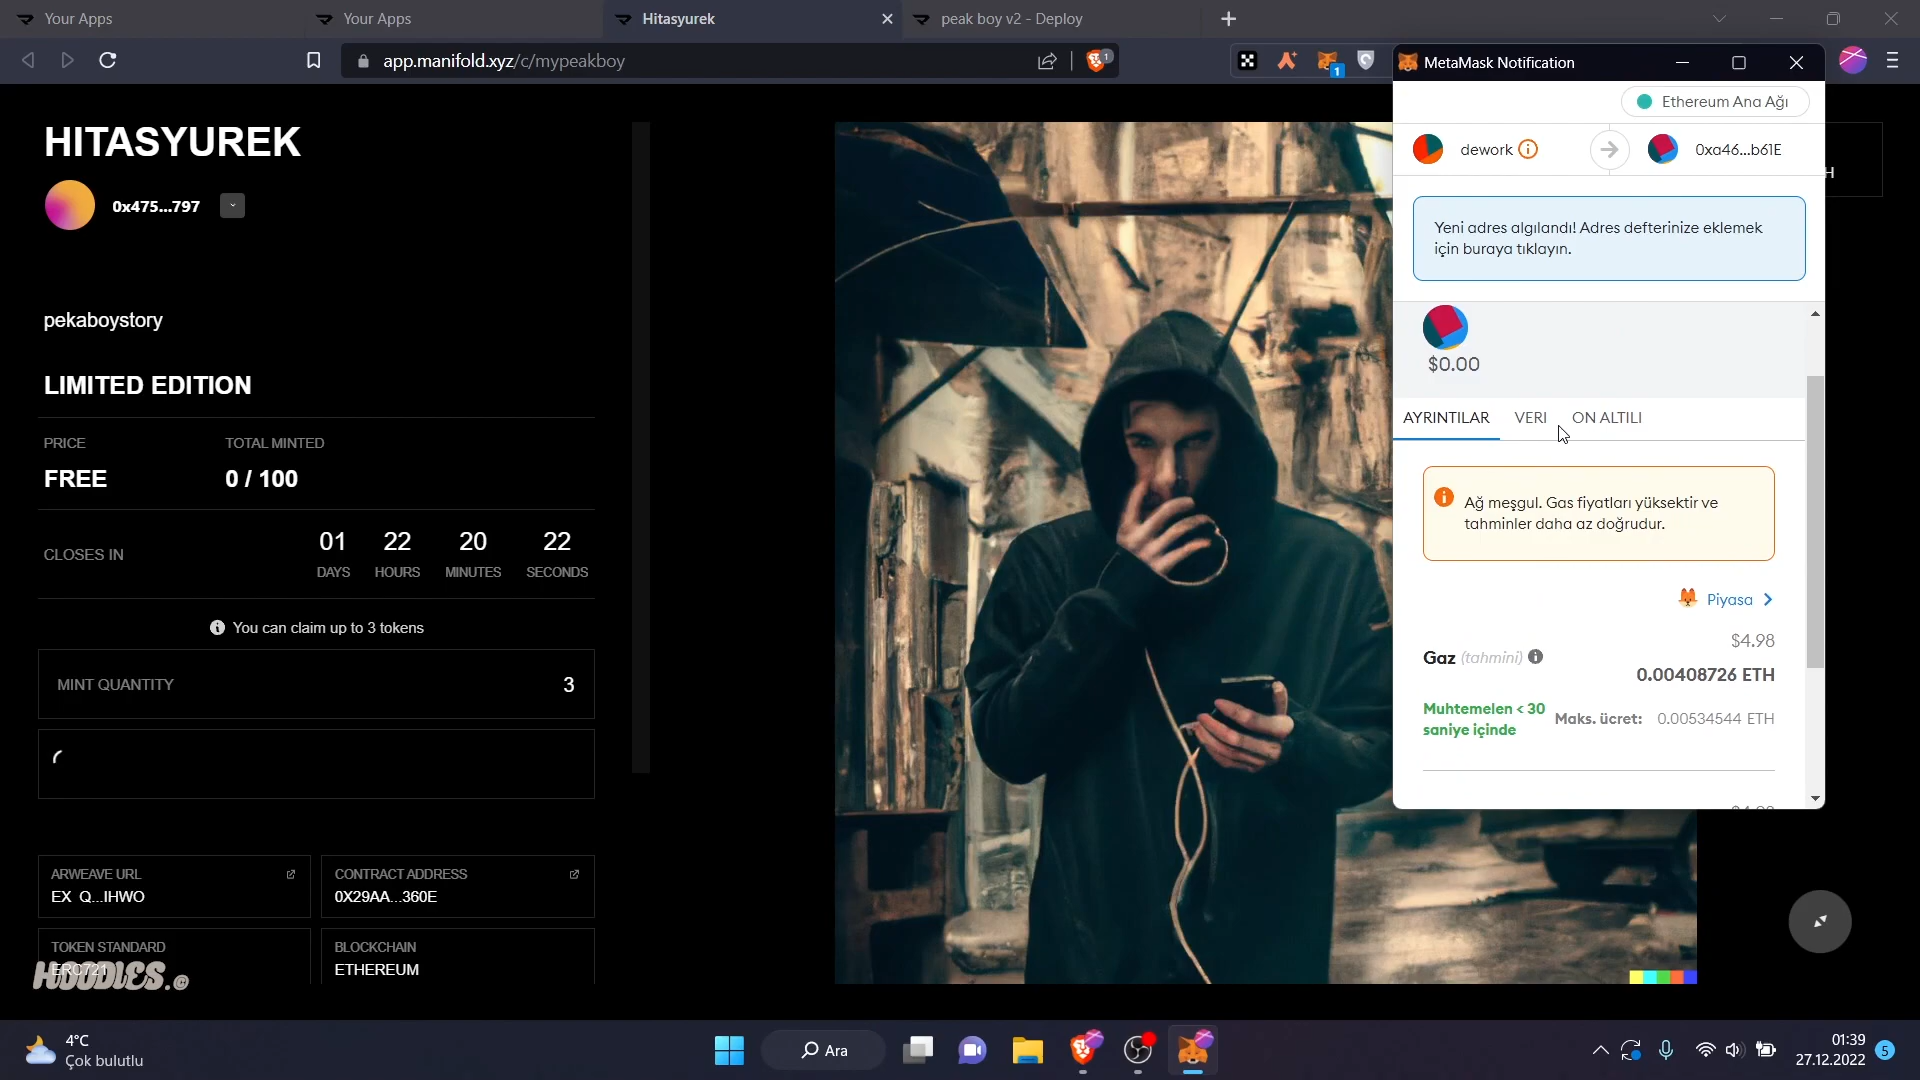 Your Apps
Your Apps
Hitasyurek
peak boy v2 - Deploy
app.manifold.xyz/c/mypeakboy
1
1
MetaMask Notification
Ethereum Ana Ağı
dework
0xa46...b61E
H
Yeni adres algılandı! Adres defterinize eklemek
için buraya tıklayın.
$0.00
AYRINTILAR
VERI
ON ALTILI
Ağ meşgul. Gas fiyatları yüksektir ve
tahminler daha az doğrudur.
Piyasa
$4.98
Gaz (tahmini)
0.00408726 ETH
Muhtemelen < 30
saniye içinde
Maks. ücret: 0.00534544 ETH
HITASYUREK
0x475...797
pekaboystory
LIMITED EDITION
PRICE
TOTAL MINTED
FREE
0 / 100
CLOSES IN
01
22
20
22
DAYS
HOURS
MINUTES
SECONDS
You can claim up to 3 tokens
MINT QUANTITY
3
ARWEAVE URL
EX_Q...IHWO
CONTRACT ADDRESS
0X29AA...360E
TOKEN STANDARD
ERC721
BLOCKCHAIN
ETHEREUM
HOODIES.
4°C
Çok bulutlu
Ara
01:39
27.12.2022
5